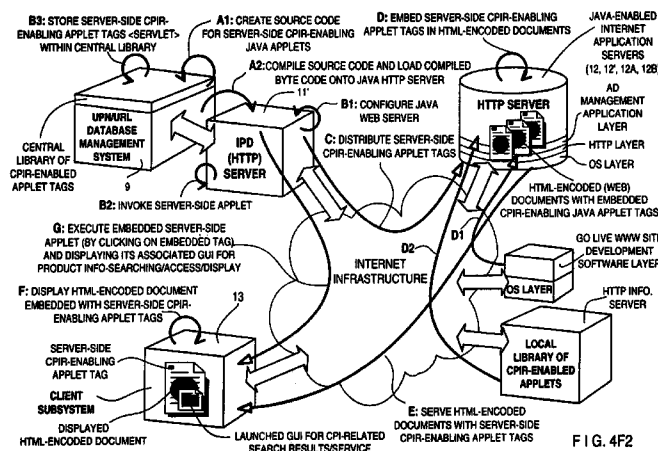 B3: STORE SERVER-SIDE CPIR-
ENABLING APPLET TAGS <SERVLET>
WITHIN CENTRAL LIBRARY
A1: CREATE SOURCE CODE
FOR SERVER-SIDE CPIR-ENABLING
JAVA APPLETS
A2: COMPILE SOURCE CODE AND LOAD COMPILED
BYTE CODE ONTO JAVA HTTP SERVER
11'
D: EMBED SERVER-SIDE CPIR-ENABLING
APPLET TAGS IN HTML-ENCODED DOCUMENTS
JAVA-ENABLED
INTERNET
APPLICATION
SERVERS
(12, 12', 12A, 12B)
UPN/URL
DATABASE
MANAGEMENT
SYSTEM
9
CENTRAL
LIBRARY OF
CPIR-ENABLED
APPLET TAGS
IPD
(HTTP)
SERVER
B1: CONFIGURE JAVA
WEB SERVER
B2: INVOKE SERVER-SIDE APPLET
C: DISTRIBUTE SERVER-SIDE
CPIR-ENABLING APPLET TAGS
HTTP SERVER
AD
MANAGEMENT
APPLICATION
LAYER
HTTP LAYER
OS LAYER
HTML-ENCODED (WEB)
DOCUMENTS WITH EMBEDDED
CPIR-ENABLING JAVA APPLET TAGS
G: EXECUTE EMBEDDED SERVER-SIDE
APPLET (BY CLICKING ON EMBEDDED TAG)
AND DISPLAYING ITS ASSOCIATED GUI FOR
PRODUCT INFO-SEARCHING/ACCESS/DISPLAY
D1
D2
INTERNET
INFRASTRUCTURE
GO LIVE WWW SITE
DEVELOPMENT
SOFTWARE LAYER
OS LAYER
HTTP INFO.
SERVER
F: DISPLAY HTML-ENCODED DOCUMENT
EMBEDDED WITH SERVER-SIDE CPIR-
ENABLING APPLET TAGS
13
SERVER-SIDE
CPIR-ENABLING
APPLET TAG
CLIENT
SUBSYSTEM
DISPLAYED
HTML-ENCODED DOCUMENT
LAUNCHED GUI FOR CPI-RELATED
SEARCH RESULTS/SERVICE
LOCAL
LIBRARY OF
CPIR-ENABLED
APPLETS
E: SERVE HTML-ENCODED
DOCUMENTS WITH SERVER-SIDE
CPIR-ENABLING APPLET TAGS
FIG. 4F2